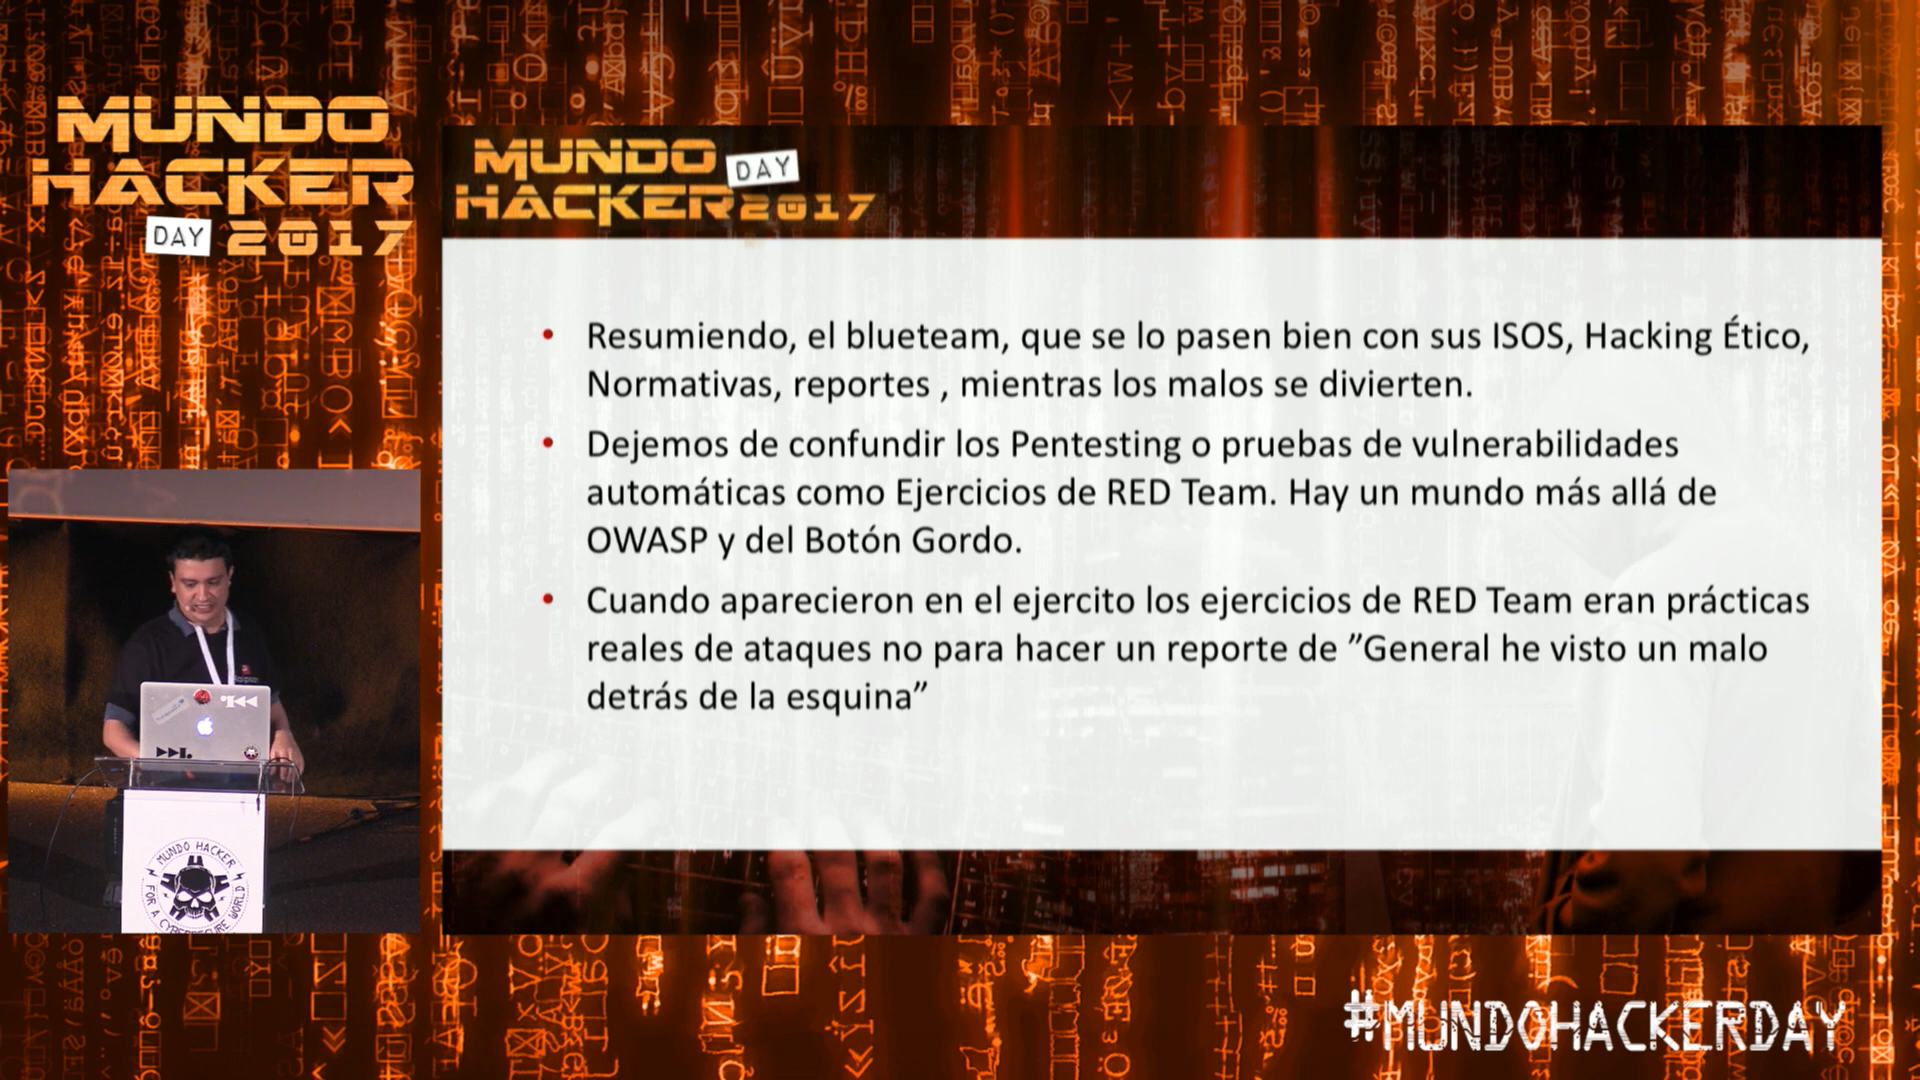 MUNDO
HACKER
DAY 2017
MUNDO DAY
HACKER 2017
• Resumiendo, el blueteam, que se lo pasen bien con sus ISOS, Hacking Ético,
Normativas, reportes , mientras los malos se divierten.
• Dejemos de confundir los Pentesting o pruebas de vulnerabilidades
automáticas como Ejercicios de RED Team. Hay un mundo más allá de
OWASP y del Botón Gordo.
• Cuando aparecieron en el ejercito los ejercicios de RED Team eran prácticas
reales de ataques no para hacer un reporte de ”General he visto un malo
detrás de la esquina”
MUNDO HACKER
FOR A CYBERSECURE WORLD
#MUNDOHACKERDAY